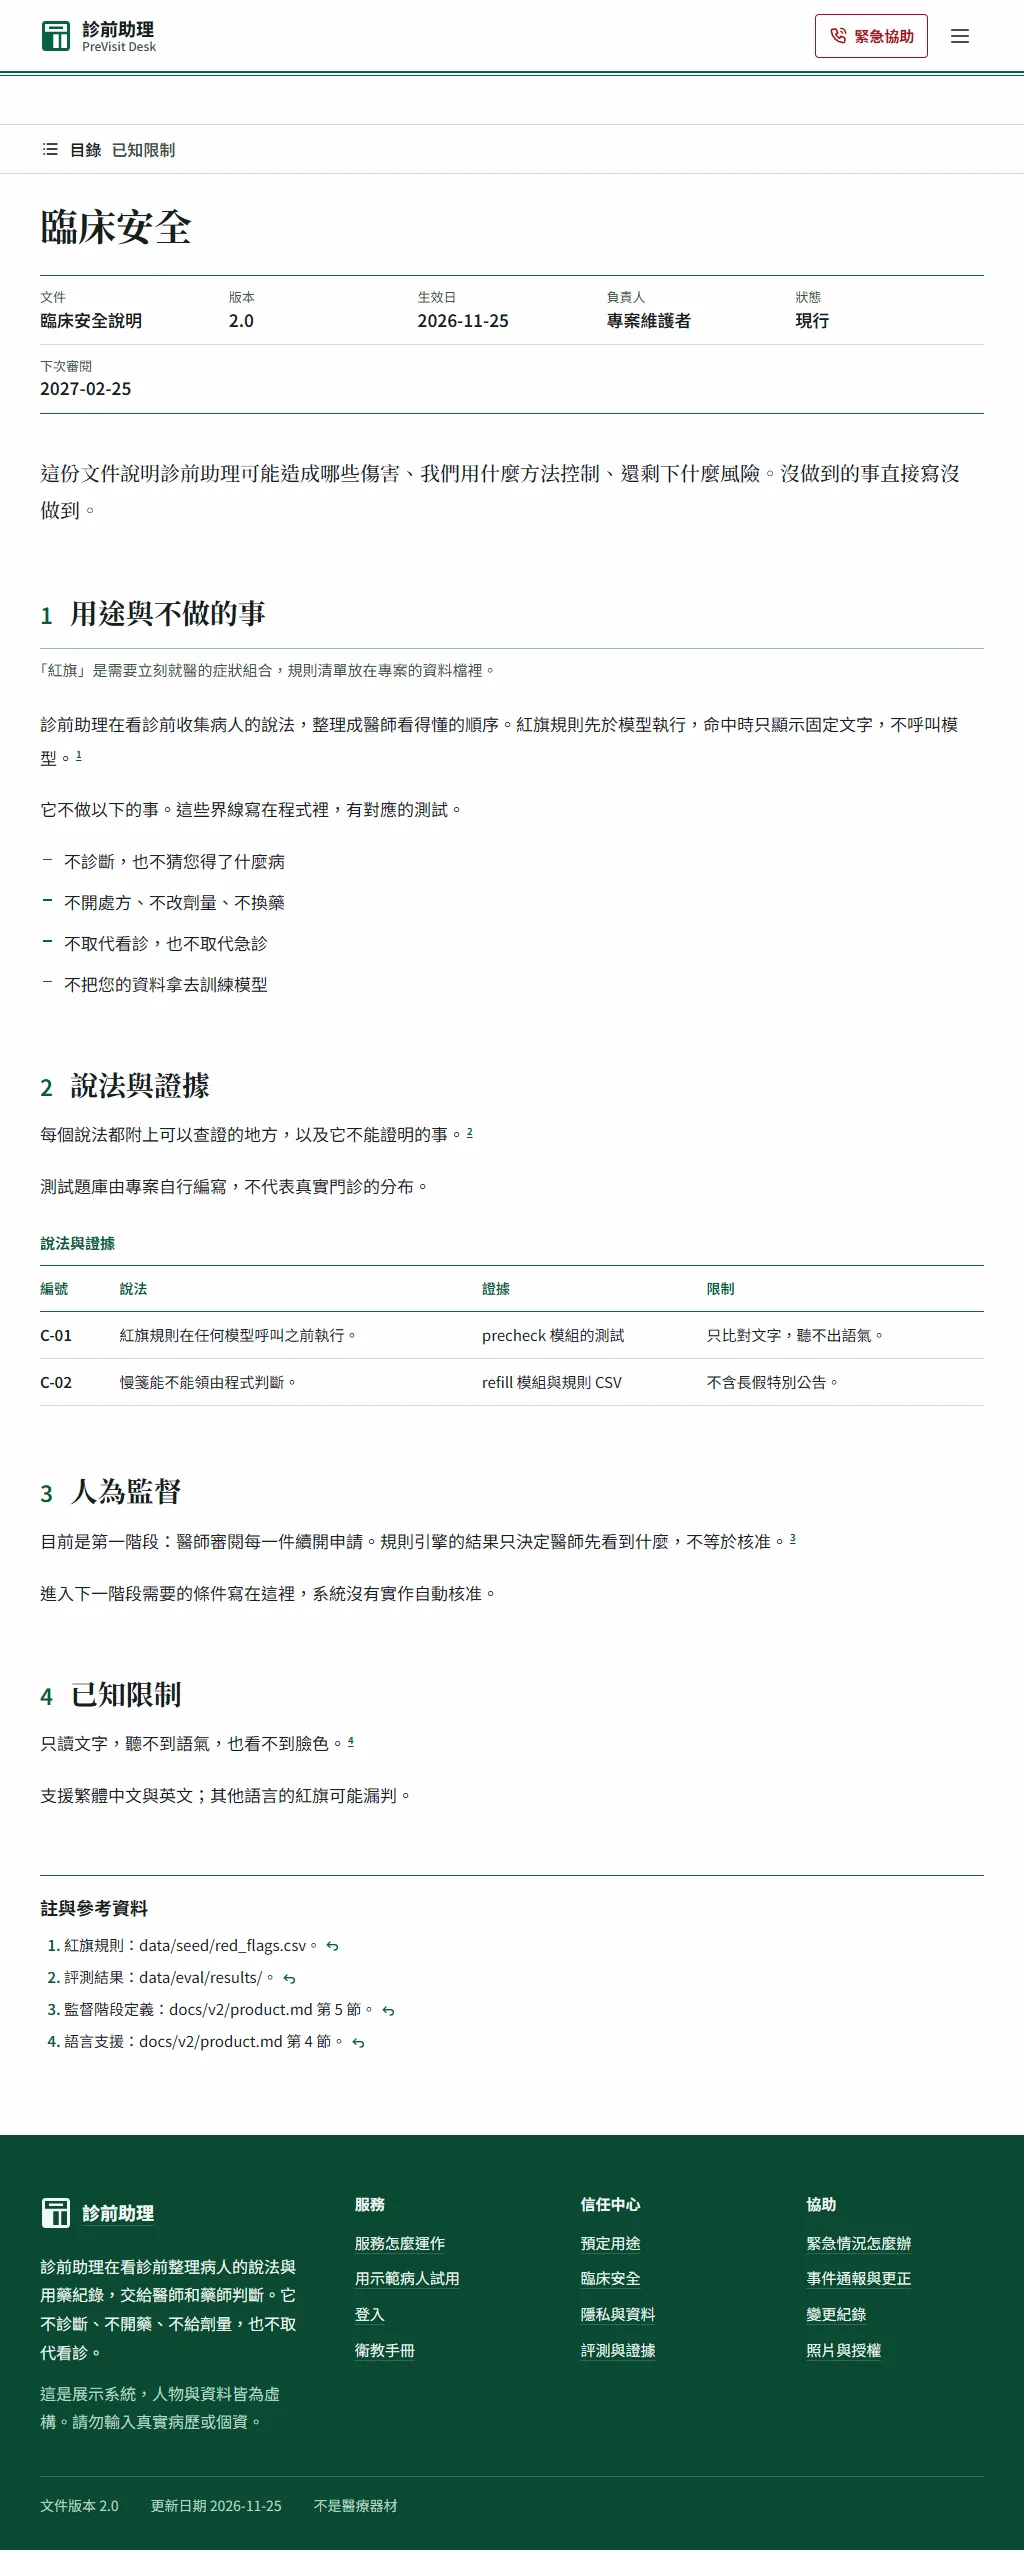 診前助理
PreVisit Desk
緊急協助
目錄 已知限制
臨床安全
文件 版本 生效日 負責人 狀態
臨床安全說明 2.0 2026-11-25 專案維護者 現行
下次審閱
2027-02-25
這份文件說明診前助理可能造成哪些傷害、我們用什麼方法控制、還剩下什麼風險。沒做到的事直接寫沒
做到。
1 用途與不做的事
「紅旗」是需要立刻就醫的症狀組合，規則清單放在專案的資料檔裡。
診前助理在看診前收集病人的說法，整理成醫師看得懂的順序。紅旗規則先於模型執行，命中時只顯示固定文字，不呼叫模
型。1
它不做以下的事。這些界線寫在程式裡，有對應的測試。
– 不診斷，也不猜您得了什麼病
– 不開處方、不改劑量、不換藥
– 不取代看診，也不取代急診
– 不把您的資料拿去訓練模型
2 說法與證據
每個說法都附上可以查證的地方，以及它不能證明的事。2
測試題庫由專案自行編寫，不代表真實門診的分布。
說法與證據
編號 說法 證據 限制
C-01 紅旗規則在任何模型呼叫之前執行。 precheck 模組的測試 只比對文字，聽不出語氣。
C-02 慢箋能不能領由程式判斷。 refill 模組與規則 CSV 不含長假特別公告。
3 人為監督
目前是第一階段：醫師審閱每一件續開申請。規則引擎的結果只決定醫師先看到什麼，不等於核准。3
進入下一階段需要的條件寫在這裡，系統沒有實作自動核准。
4 已知限制
只讀文字，聽不到語氣，也看不到臉色。4
支援繁體中文與英文；其他語言的紅旗可能漏判。
註與參考資料
1. 紅旗規則：data/seed/red_flags.csv。
2. 評測結果：data/eval/results/。
3. 監督階段定義：docs/v2/product.md 第 5 節。
4. 語言支援：docs/v2/product.md 第 4 節。
診前助理
診前助理在看診前整理病人的說法與
用藥紀錄，交給醫師和藥師判斷。它
不診斷、不開藥、不給劑量，也不取
代看診。
這是展示系統，人物與資料皆為虛
構。請勿輸入真實病歷或個資。
服務
服務怎麼運作
用示範病人試用
登入
衛教手冊
信任中心
預定用途
臨床安全
隱私與資料
評測與證據
協助
緊急情況怎麼辦
事件通報與更正
變更紀錄
照片與授權
文件版本 2.0 更新日期 2026-11-25 不是醫療器材